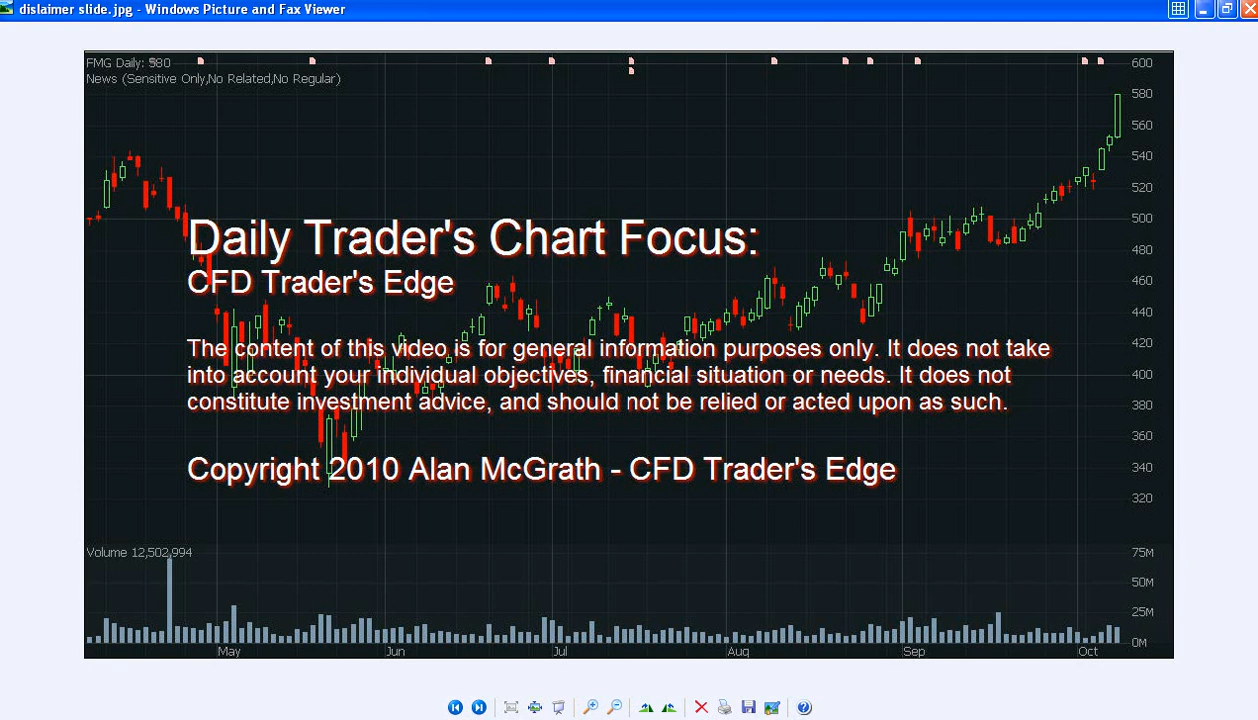 dislaimer slide.jpg - Windows Picture and Fax Viewer
FMG Daily: 580
News (Sensitive Only,No Related,No Regular)
600
580
560
540
520
500
480
460
440
420
400
380
360
340
320
Daily Trader's Chart Focus:
CFD Trader's Edge
The content of this video is for general information purposes only. It does not take
into account your individual objectives, financial situation or needs. It does not
constitute investment advice, and should not be relied or acted upon as such.
Copyright 2010 Alan McGrath - CFD Trader's Edge
Volume 12,502,994
75M
50M
25M
0M
May Jun Jul Aug Sep Oct